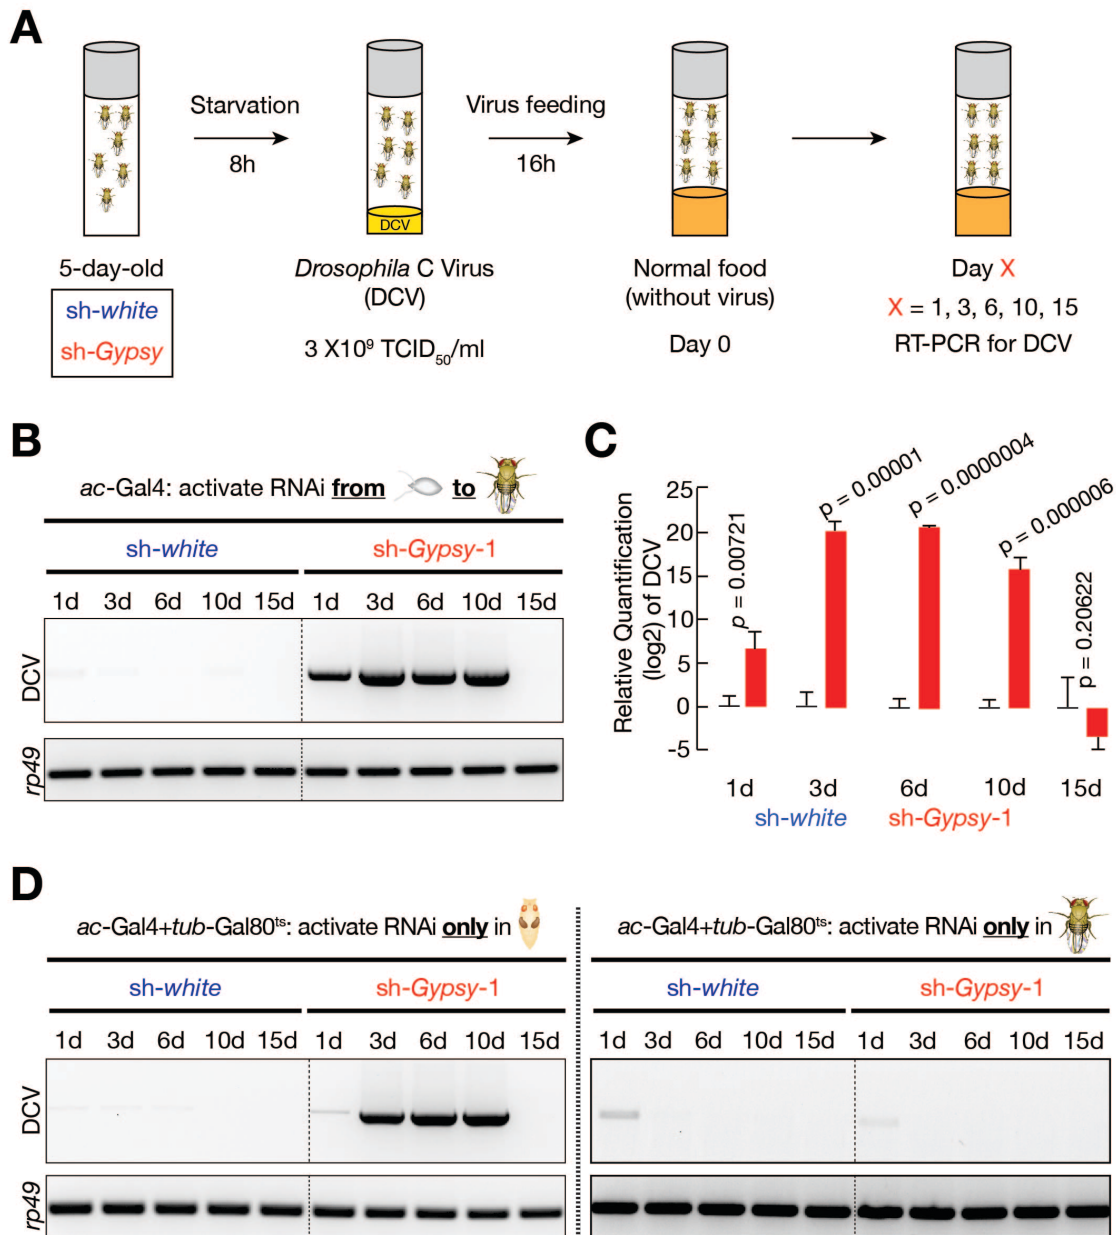 A
Starvation
8h
Virus feeding
16h
DCV
5-day-old
sh-white
sh-Gypsy
Drosophila C Virus
(DCV)
3 X10⁹ TCID₅₀/ml
Normal food
(without virus)
Day 0
Day X
X = 1, 3, 6, 10, 15
RT-PCR for DCV
B
ac-Gal4: activate RNAi from to
sh-white sh-Gypsy-1
1d 3d 6d 10d 15d 1d 3d 6d 10d 15d
DCV
rp49
C
Relative Quantification
(log2) of DCV
25
20
15
10
5
0
-5
p = 0.00721
p = 0.00001
p = 0.0000004
p = 0.000006
p = 0.20622
1d 3d 6d 10d 15d
sh-white sh-Gypsy-1
D
ac-Gal4+tub-Gal80ᵗˢ: activate RNAi only in
sh-white sh-Gypsy-1
1d 3d 6d 10d 15d 1d 3d 6d 10d 15d
DCV
rp49
ac-Gal4+tub-Gal80ᵗˢ: activate RNAi only in
sh-white sh-Gypsy-1
1d 3d 6d 10d 15d 1d 3d 6d 10d 15d